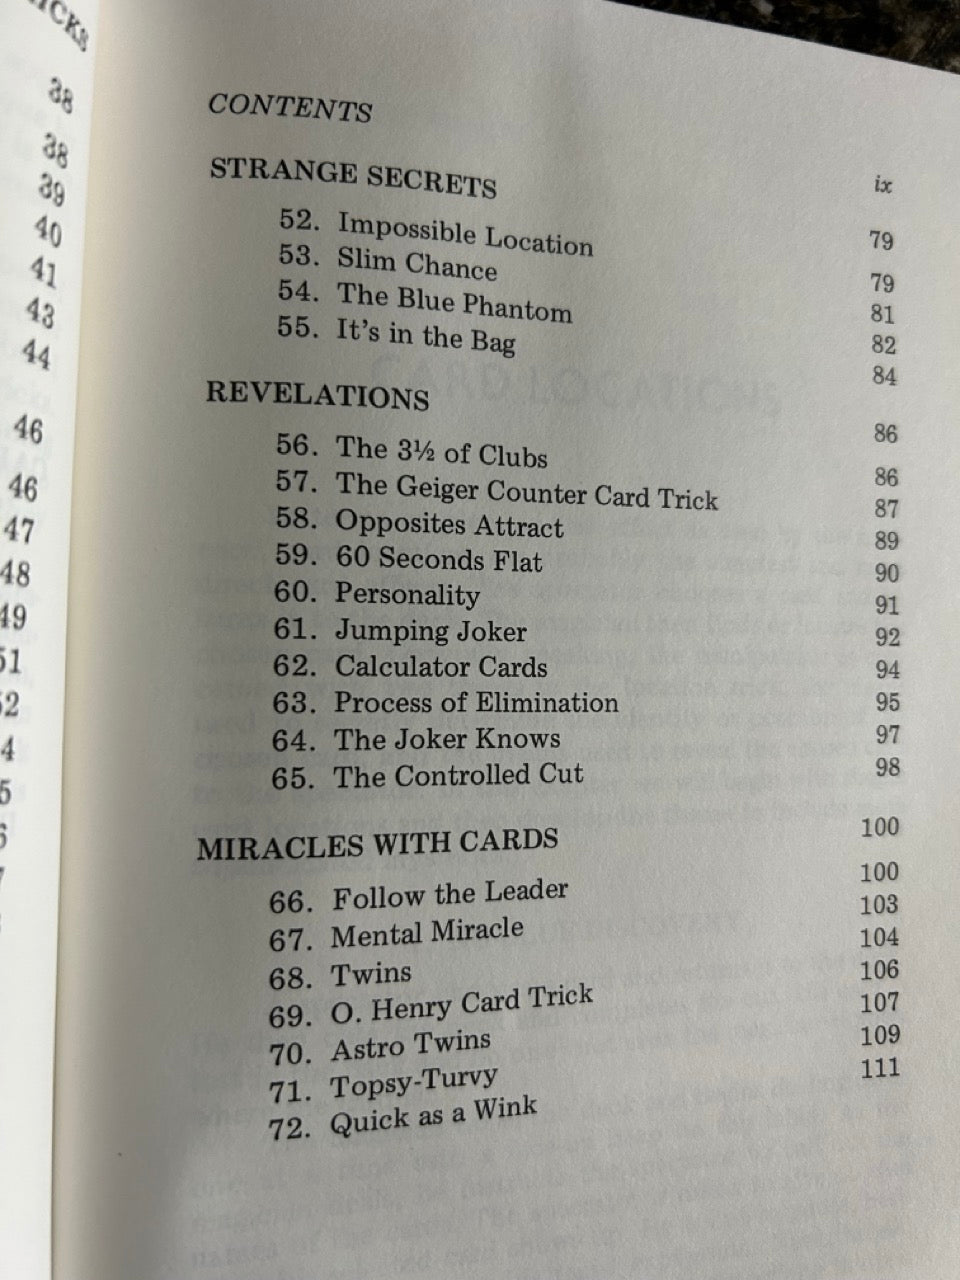 38
38
39
40
41
43
44
46
46
47
48
49
CONTENTS ix
STRANGE SECRETS 79
52. Impossible Location 79
53. Slim Chance 81
54. The Blue Phantom 82
55. It's in the Bag 84
REVELATIONS 86
56. The 3½ of Clubs 86
57. The Geiger Counter Card Trick 87
58. Opposites Attract 89
59. 60 Seconds Flat 90
60. Personality 91
61. Jumping Joker 92
62. Calculator Cards 94
63. Process of Elimination 95
64. The Joker Knows 97
65. The Controlled Cut 98
MIRACLES WITH CARDS 100
66. Follow the Leader 100
67. Mental Miracle 103
68. Twins 104
69. O. Henry Card Trick 106
70. Astro Twins 107
71. Topsy-Turvy 109
72. Quick as a Wink 111